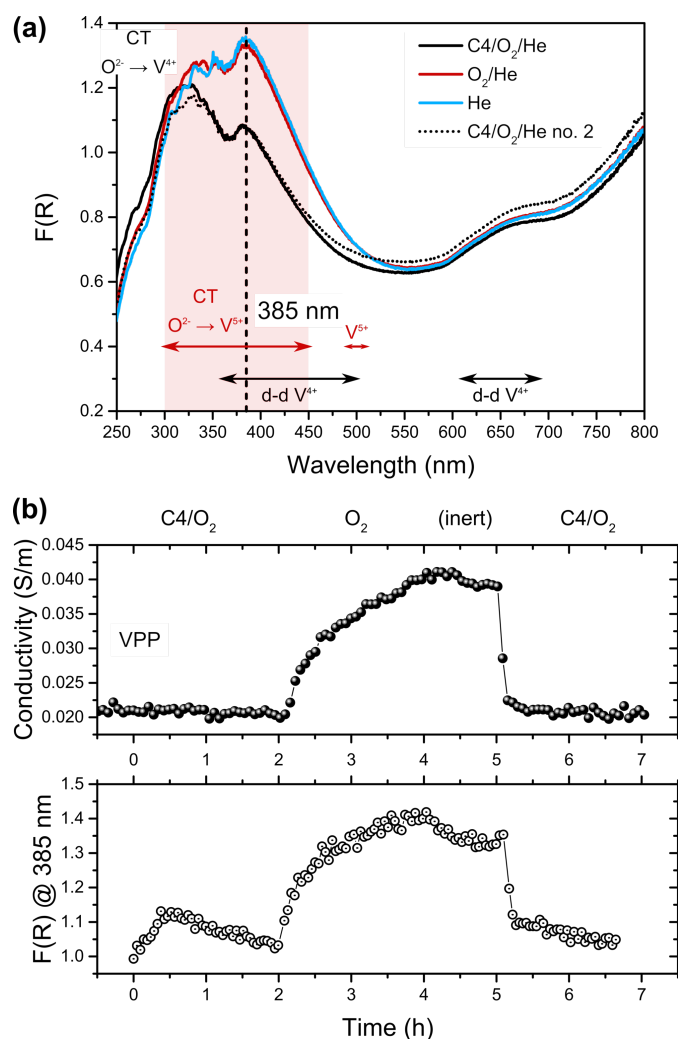 (a)
CT
O²⁻ → V⁴⁺
C4/O₂/He
O₂/He
He
C4/O₂/He no. 2
CT
O²⁻ → V⁵⁺
385 nm
V⁵⁺
d-d V⁴⁺
d-d V⁴⁺
F(R)
1.4
1.2
1.0
0.8
0.6
0.4
0.2
250 300 350 400 450 500 550 600 650 700 750 800
Wavelength (nm)
(b)
C4/O₂ O₂ (inert) C4/O₂
Conductivity (S/m)
0.045
0.040
0.035
0.030
0.025
0.020
VPP
0 1 2 3 4 5 6 7
F(R) @ 385 nm
1.5
1.4
1.3
1.2
1.1
1.0
0 1 2 3 4 5 6 7
Time (h)